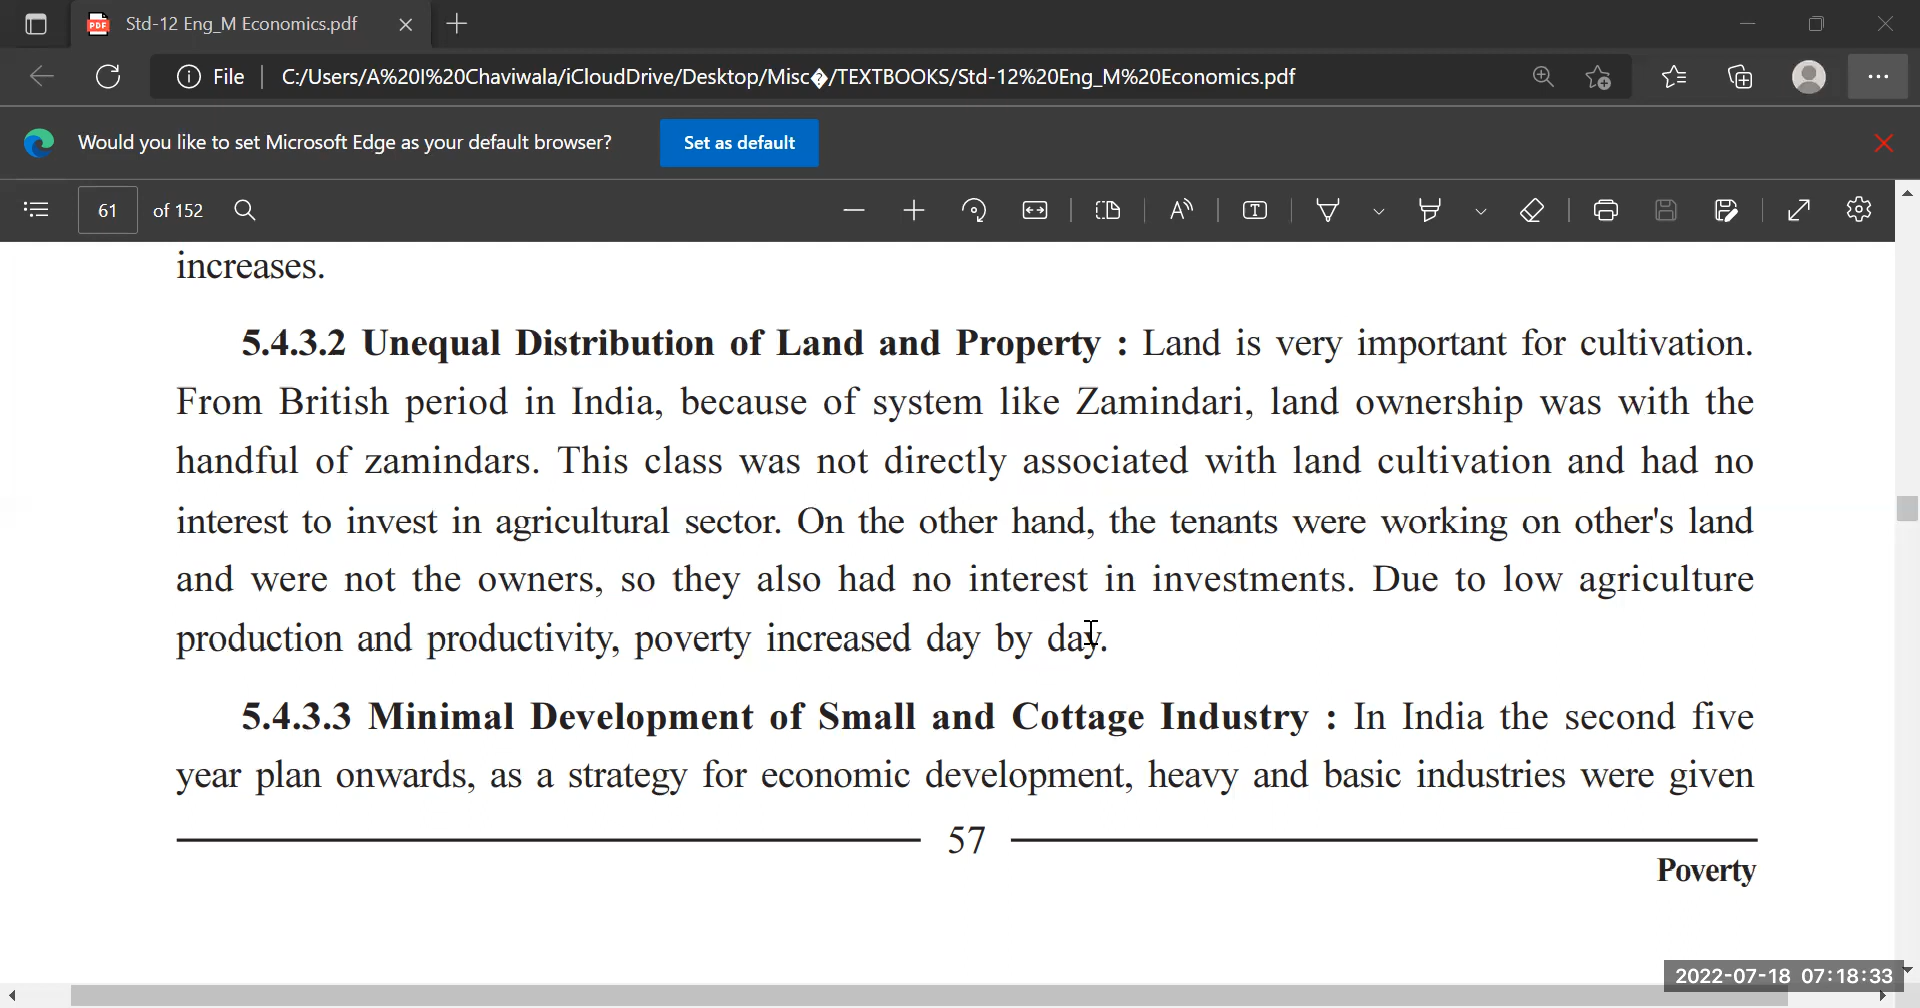 Std-12 Eng_M Economics.pdf
File
C:/Users/A%20I%20Chaviwala/iCloudDrive/Desktop/Misc�/TEXTBOOKS/Std-12%20Eng_M%20Economics.pdf
Would you like to set Microsoft Edge as your default browser?
Set as default
61 of 152
increases.
5.4.3.2 Unequal Distribution of Land and Property : Land is very important for cultivation.
From British period in India, because of system like Zamindari, land ownership was with the
handful of zamindars. This class was not directly associated with land cultivation and had no
interest to invest in agricultural sector. On the other hand, the tenants were working on other's land
and were not the owners, so they also had no interest in investments. Due to low agriculture
production and productivity, poverty increased day by day.
5.4.3.3 Minimal Development of Small and Cottage Industry : In India the second five
year plan onwards, as a strategy for economic development, heavy and basic industries were given
57
Poverty
2022-07-18 07:18:33